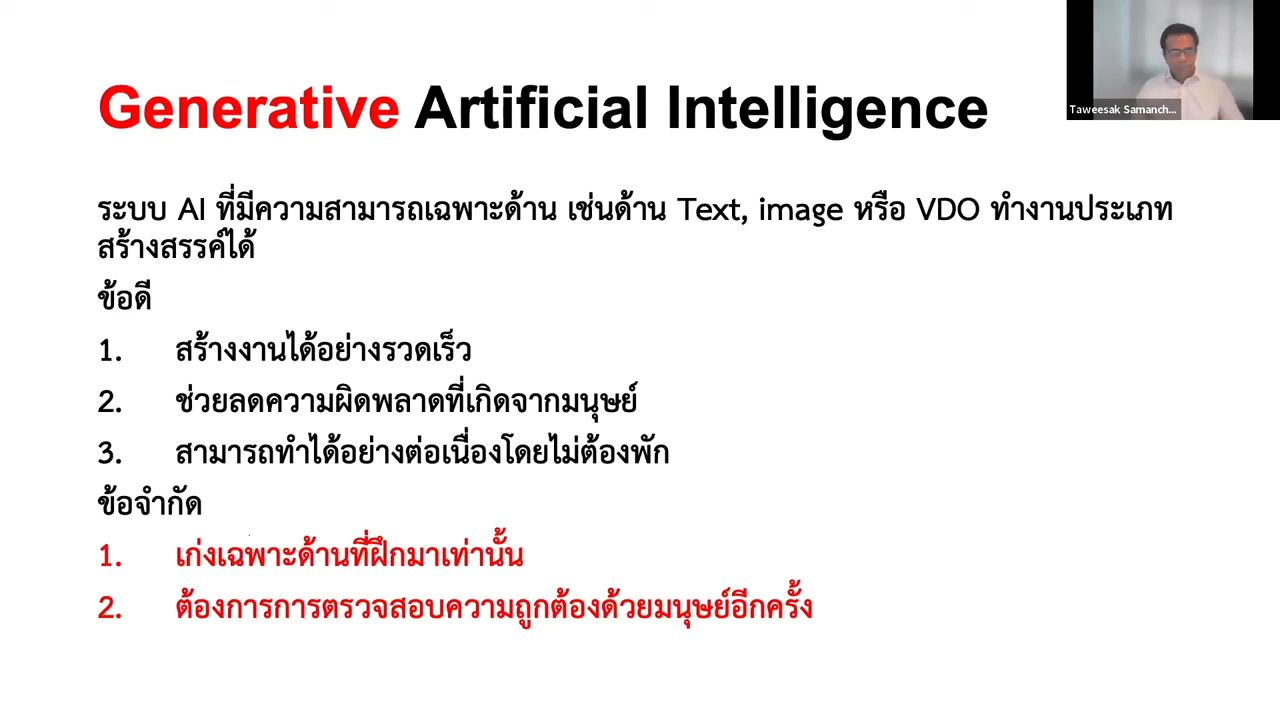 Generative Artificial Intelligence
Taweesak Samanch...
ระบบ AI ที่มีความสามารถเฉพาะด้าน เช่นด้าน Text, image หรือ VDO ทำงานประเภท
สร้างสรรค์ได้
ข้อดี
1. สร้างงานได้อย่างรวดเร็ว
2. ช่วยลดความผิดพลาดที่เกิดจากมนุษย์
3. สามารถทำได้อย่างต่อเนื่องโดยไม่ต้องพัก
ข้อจำกัด
1. เก่งเฉพาะด้านที่ฝึกมาเท่านั้น
2. ต้องการการตรวจสอบความถูกต้องด้วยมนุษย์อีกครั้ง